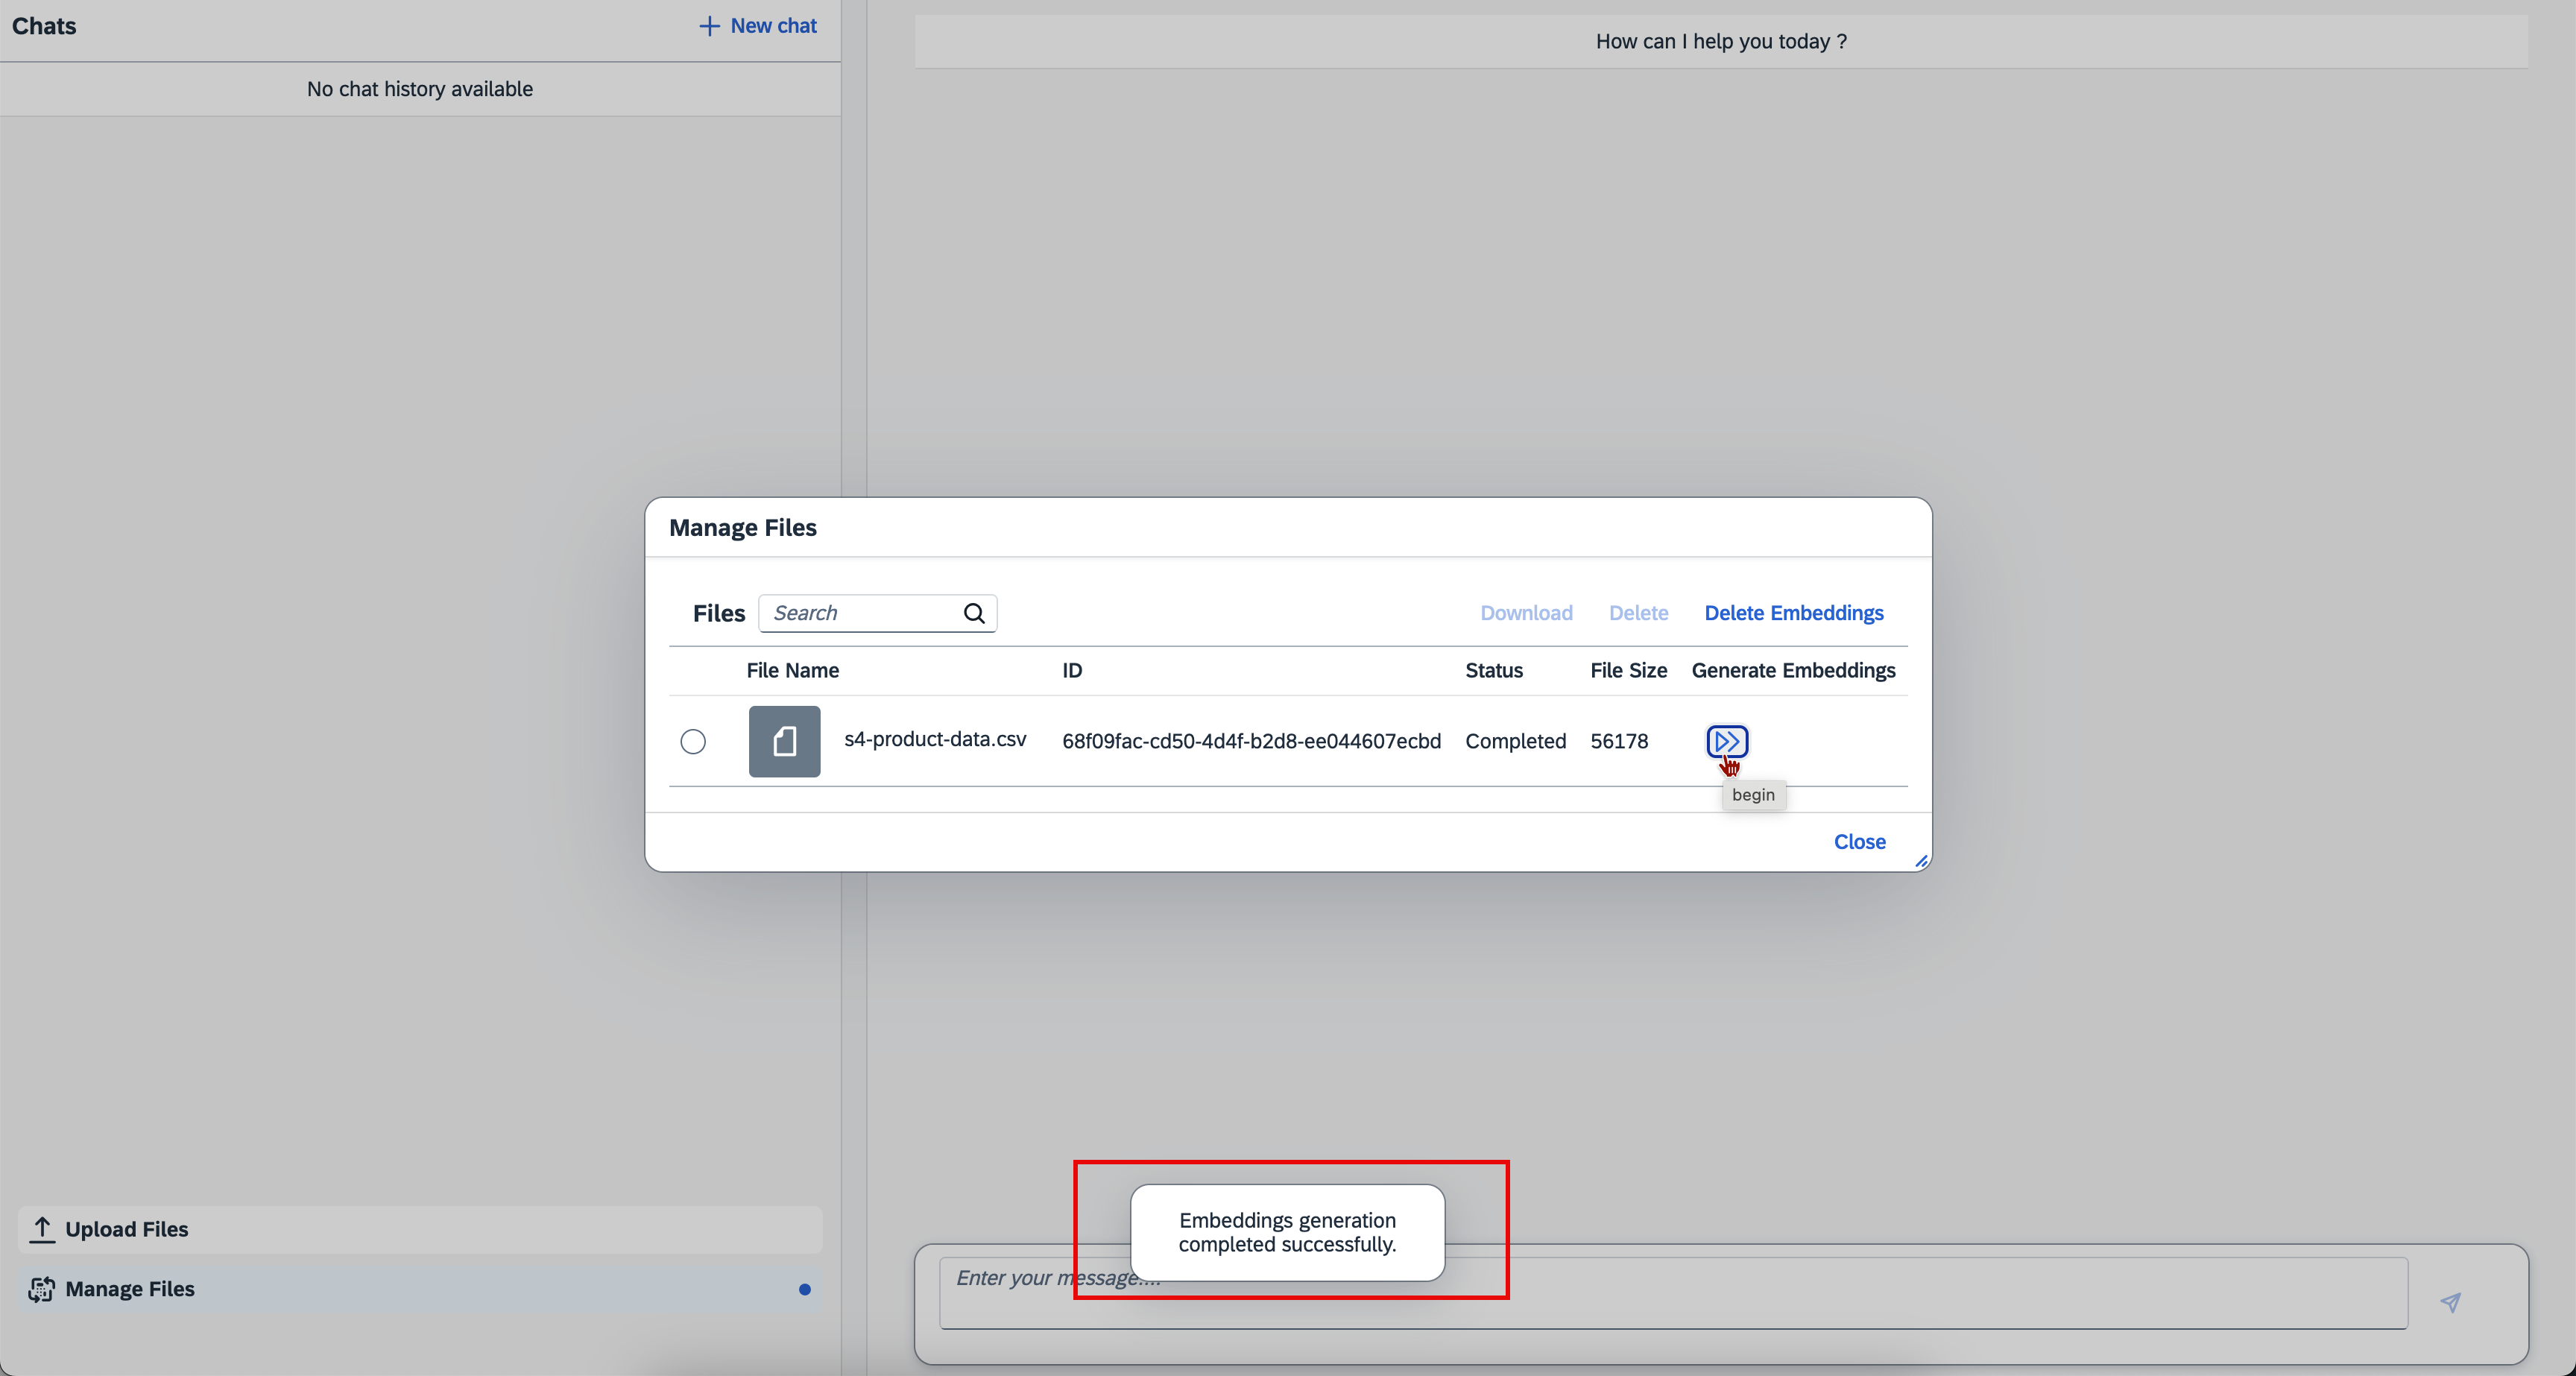 Chats
New chat
No chat history available
How can I help you today ?
Manage Files
Files
Search
Download
Delete
Delete Embeddings
File Name
ID
Status
File Size
Generate Embeddings
s4-product-data.csv
68f09fac-cd50-4d4f-b2d8-ee044607ecbd
Completed
56178
begin
Close
Embeddings generation
completed successfully.
Upload Files
Manage Files
Enter your message....